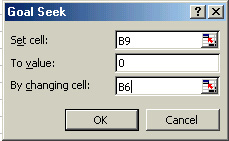 Goal Seek
Set cell: B9
To value: 0
By changing cell: B6
OK Cancel